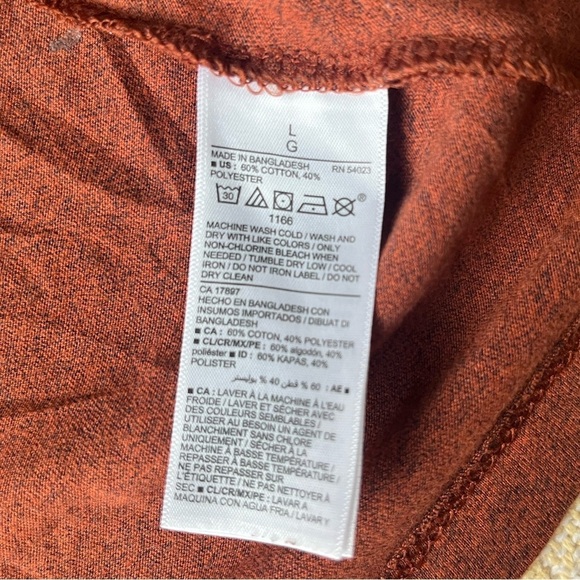 L
G
MADE IN BANGLADESH RN 54023
■ US: 60% COTTON, 40%
POLYESTER
30 ®
1166
MACHINE WASH COLD / WASH AND
DRY WITH LIKE COLORS / ONLY
NON-CHLORINE BLEACH WHEN
NEEDED / TUMBLE DRY LOW / COOL
IRON / DO NOT IRON LABEL / DO NOT
DRY CLEAN
CA 17897
HECHO EN BANGLADESH CON
INSUMOS IMPORTADOS / DIBUAT DI
BANGLADESH
■ CA: 60% COTON, 40% POLYESTER
■ CL/CR/MX/PE: 60% algodón, 40%
poliéster ■ ID: 60% KAPAS, 40%
POLISTER
■ AE: 60 % قطن 40 % بوليستر
■ CA : LAVER À LA MACHINE À L'EAU
FROIDE / LAVER ET SÉCHER AVEC
DES COULEURS SEMBLABLES /
UTILISER AU BESOIN UN AGENT DE
BLANCHIMENT SANS CHLORE
UNIQUEMENT / SÉCHER À LA
MACHINE À BASSE TEMPÉRATURE /
REPASSER À BASSE TEMPÉRATURE /
NE PAS REPASSER SUR
L'ÉTIQUETTE / NE PAS NETTOYER À
SEC ■ CL/CR/MX/PE: LAVAR A
MAQUINA CON AGUA FRIA / LAVAR Y